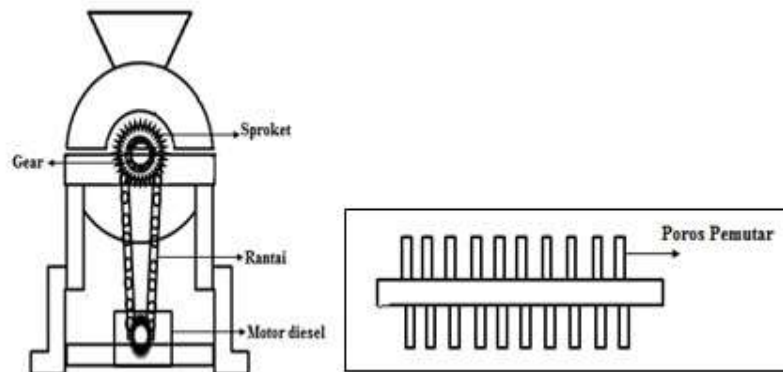 Sproket
Gear
Rantai
Motor diesel
Poros Pemutar